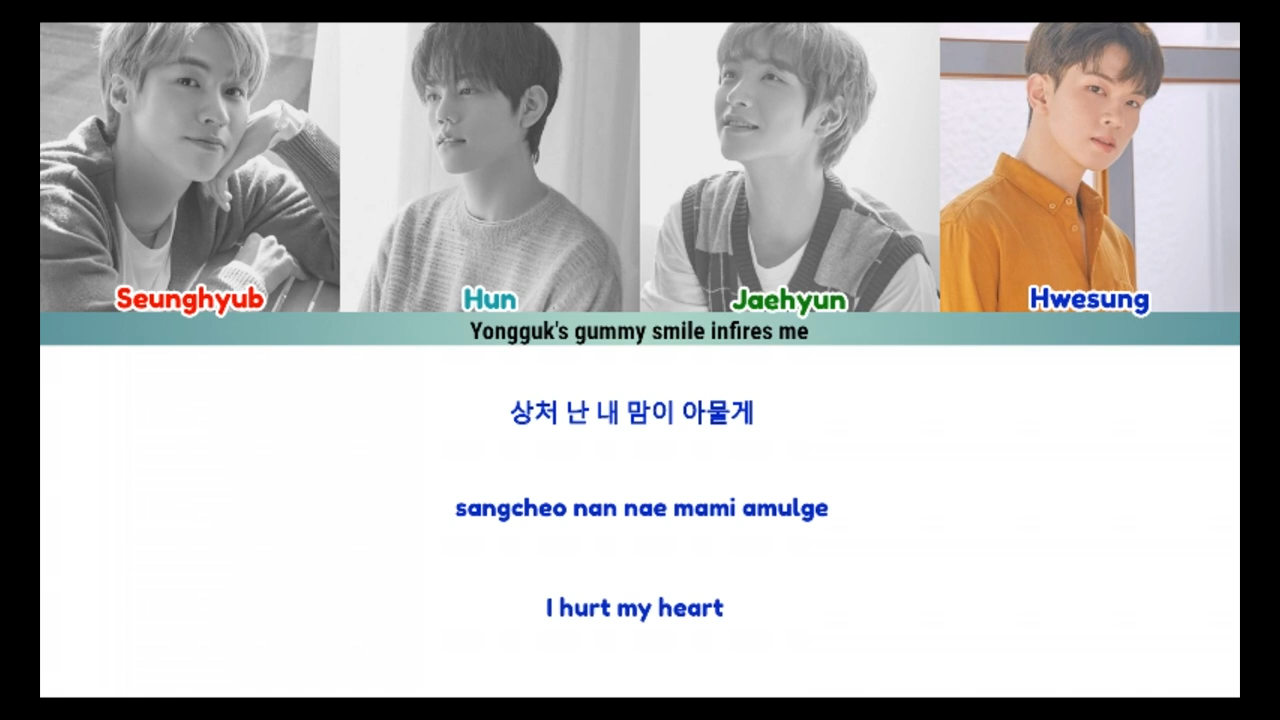 Seunghyub
Hun
Jaehyun
Hwesung
Yongguk's gummy smile infires me
상처 난 내 맘이 아물게
sangcheo nan nae mami amulge
I hurt my heart